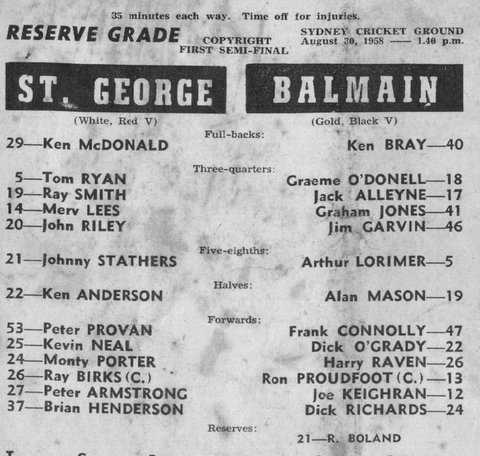 35 minutes each way. Time off for injuries.
RESERVE GRADE COPYRIGHT SYDNEY CRICKET GROUND
FIRST SEMI-FINAL August 30, 1958 — 1.40 p.m.
ST. GEORGE BALMAIN
(White, Red V) (Gold, Black V)
Full-backs:
29—Ken McDONALD Ken BRAY—40
Three-quarters:
5—Tom RYAN Graeme O'DONELL—18
19—Ray SMITH Jack ALLEYNE—17
14—Merv LEES Graham JONES—41
20—John RILEY Jim GARVIN—46
Five-eighths:
21—Johnny STATHERS Arthur LORIMER—5
Halves:
22—Ken ANDERSON Alan MASON—19
Forwards:
53—Peter PROVAN Frank CONNOLLY—47
25—Kevin NEAL Dick O'GRADY—22
24—Monty PORTER Harry RAVEN—26
26—Ray BIRKS (C.) Ron PROUDFOOT (C.)—13
27—Peter ARMSTRONG Joe KEIGHRAN—12
37—Brian HENDERSON Dick RICHARDS—24
Reserves:
21—R. BOLAND